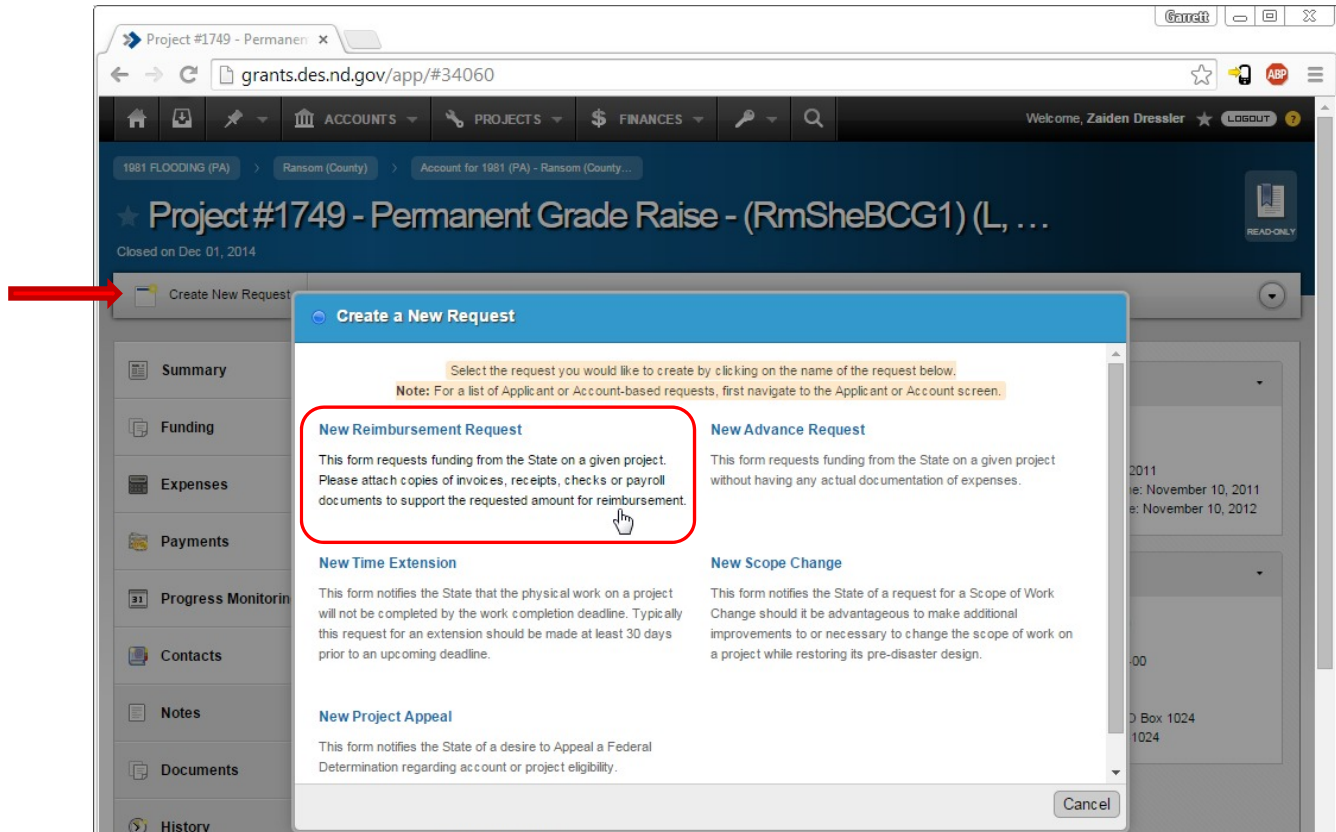 Garrett
Project #1749 - Permanen
grants.des.nd.gov/app/#34060
ABP
ACCOUNTS PROJECTS $ FINANCES
Welcome, Zaiden Dressler LOGOUT ?
1981 FLOODING (PA) > Ransom (County) > Account for 1981 (PA) - Ransom (County...
Project #1749 - Permanent Grade Raise - (RmSheBCG1) (L, ...
READ-ONLY
Closed on Dec 01, 2014
Create New Request
Create a New Request
Select the request you would like to create by clicking on the name of the request below.
Note: For a list of Applicant or Account-based requests, first navigate to the Applicant or Account screen.
New Reimbursement Request
This form requests funding from the State on a given project.
Please attach copies of invoices, receipts, checks or payroll
documents to support the requested amount for reimbursement.
New Advance Request
This form requests funding from the State on a given project
without having any actual documentation of expenses.
New Time Extension
This form notifies the State that the physical work on a project
will not be completed by the work completion deadline. Typically
this request for an extension should be made at least 30 days
prior to an upcoming deadline.
New Scope Change
This form notifies the State of a request for a Scope of Work
Change should it be advantageous to make additional
improvements to or necessary to change the scope of work on
a project while restoring its pre-disaster design.
New Project Appeal
This form notifies the State of a desire to Appeal a Federal
Determination regarding account or project eligibility.
Cancel
Summary
Funding
Expenses
Payments
31 Progress Monitorin
Contacts
Notes
Documents
History
2011
e: November 10, 2011
e: November 10, 2012
-00
O Box 1024
1024